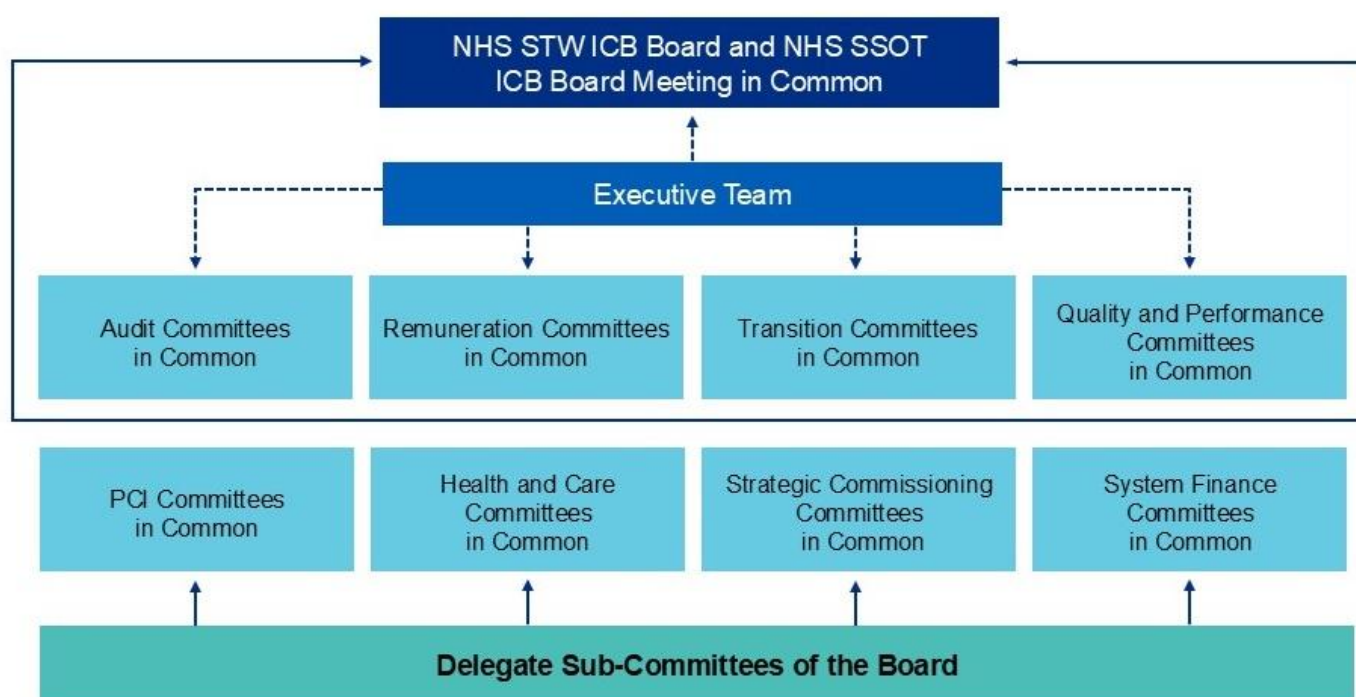 NHS STW ICB Board and NHS SSOT
ICB Board Meeting in Common
Executive Team
Audit Committees
in Common
Remuneration Committees
in Common
Transition Committees
in Common
Quality and Performance
Committees
in Common
PCI Committees
in Common
Health and Care
Committees
in Common
Strategic Commissioning
Committees
in Common
System Finance
Committees
in Common
Delegate Sub-Committees of the Board